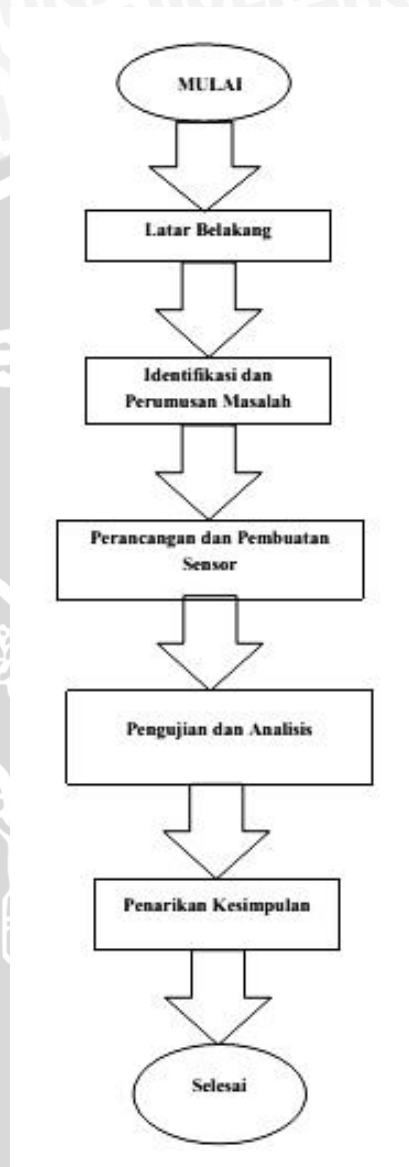 MULAI
Latar Belakang
Identifikasi dan
Perumusan Masalah
Perancangan dan Pembuatan
Sensor
Pengujian dan Analisis
Penarikan Kesimpulan
Selesai